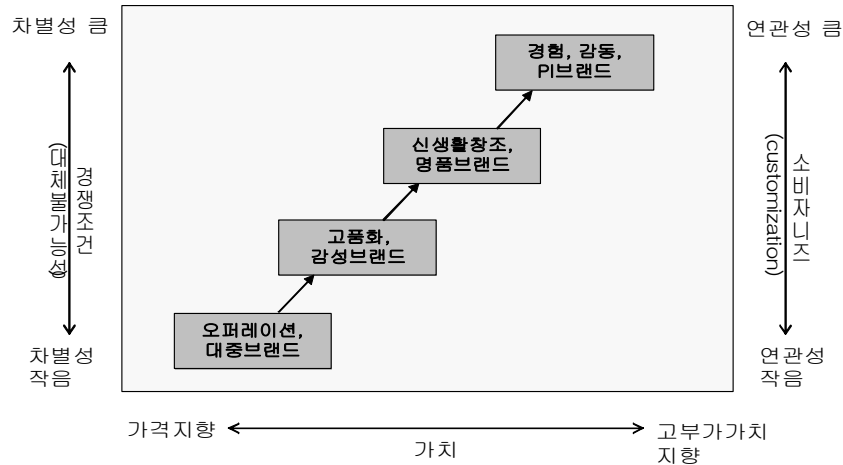 차별성 큼
연관성 큼
경험, 감동,
PI브랜드
신생활창조,
명품브랜드
고품화,
감성브랜드
오퍼레이션,
대중브랜드
경쟁조건
(대체불가능성)
소비자니즈
(customization)
차별성
작음
연관성
작음
가격지향
가치
고부가가치
지향